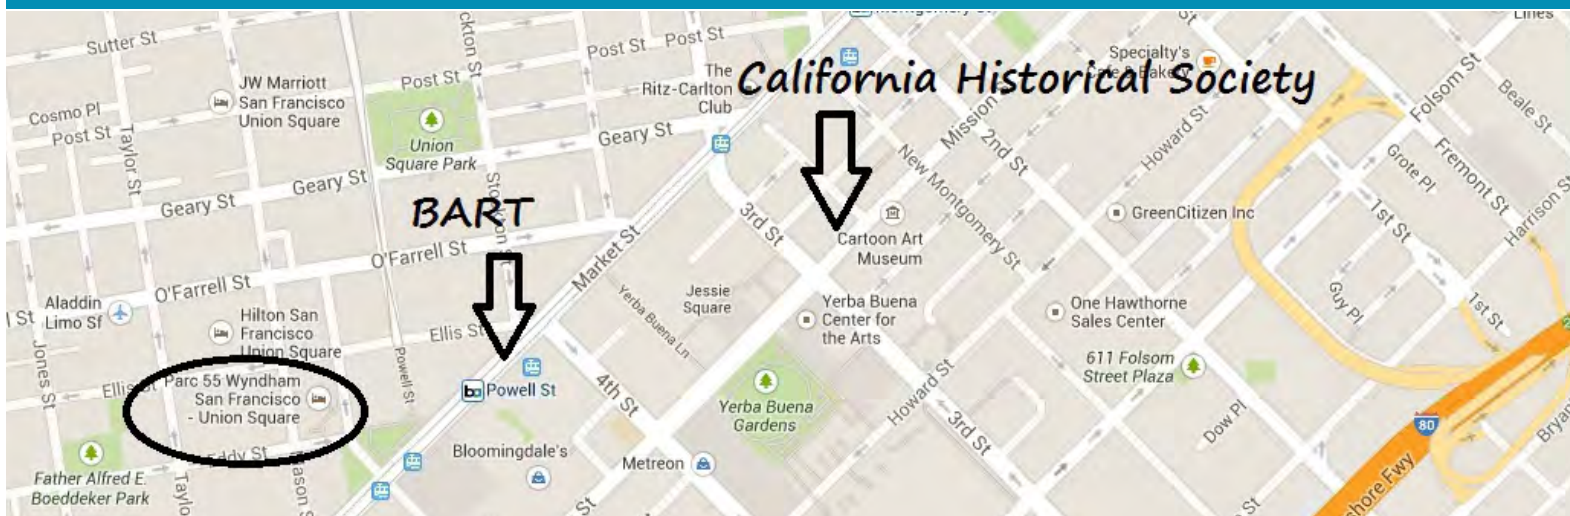 Sutter St
Post St
Post St
Post St
Lines
JW Marriott
San Francisco
Union Square
The
Ritz-Carlton
Club
California Historical Society
Specialty's
Folsom St
Beale St
Cosmo Pl
Post St
Taylor St
Union
Square Park
Geary St
Mission
2nd St
Howard St
Fremont St
Grote Pl
Harrison St
Geary St
Geary St
BART
3rd St
New Montgomery St
GreenCitizen Inc
1st St
O'Farrell St
Market St
Cartoon Art
Museum
O'Farrell St
Aladdin
Limo Sf
Hilton San
Francisco
Union Square
Jessie
Square
Yerba Buena Ln
Yerba Buena
Center for
the Arts
One Hawthorne
Sales Center
Guy Pl
1st St
Ellis St
Jones St
Powell St
Parc 55 Wyndham
San Francisco
- Union Square
Powell St
4th St
Yerba Buena
Gardens
Howard St
3rd St
611 Folsom
Street Plaza
Dow Pl
80
Eddy St
Father Alfred E.
Boeddeker Park
Bloomingdale's
Metreon
St
St